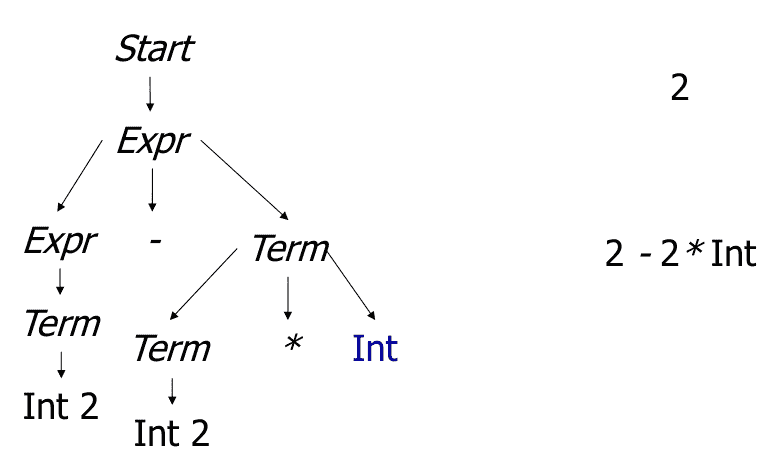 Start
2
Expr
Expr - Term
2 - 2 * Int
Term
Term * Int
Int 2
Int 2